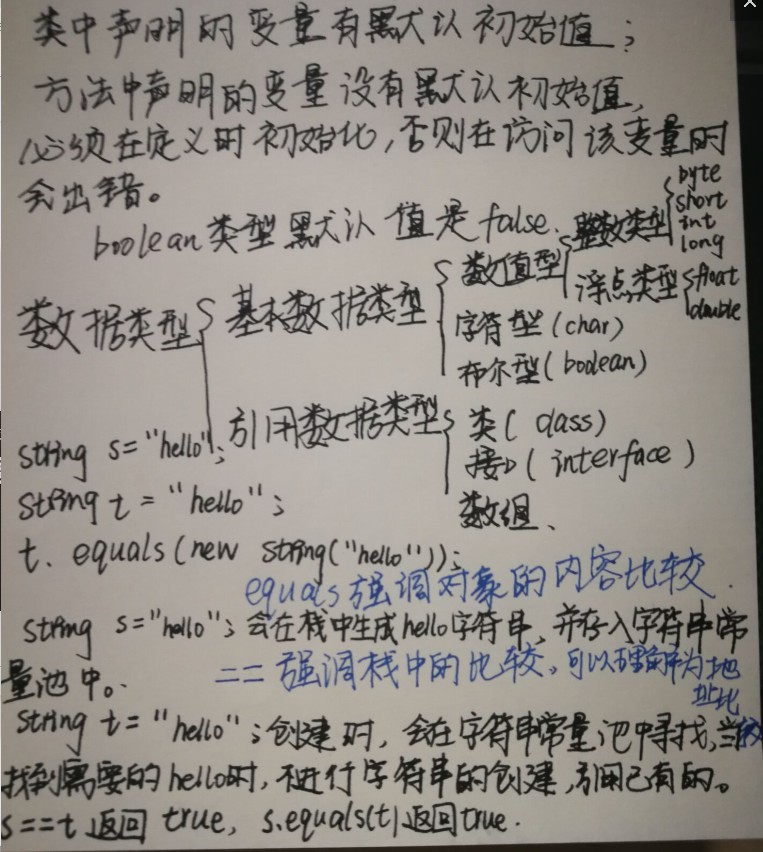 类中声明的变量有默认初始值；
方法中声明的变量没有默认初始值，
必须在定义时初始化，否则在访问该变量时
会出错。
boolean类型默认值是false.
数据类型
基本数据类型
数值型
整数类型
byte
short
int
long
浮点类型
float
double
字符型(char)
布尔型(boolean)
引用数据类型
类(class)
接口(interface)
数组、
string s="hello";
string t="hello";
t.equals(new string("hello"));
equals强调对象的内容比较.
string s="hello";会在栈中生成hello字符串，并存入字符串常
量池中。
==强调栈中的比较，可以理解为地
址比
较
string t="hello";创建时，会在字符串常量池中寻找，当
找到需要的hello时，不进行字符串的创建，引用已有的。
s==t返回true, s.equals(t)返回true.